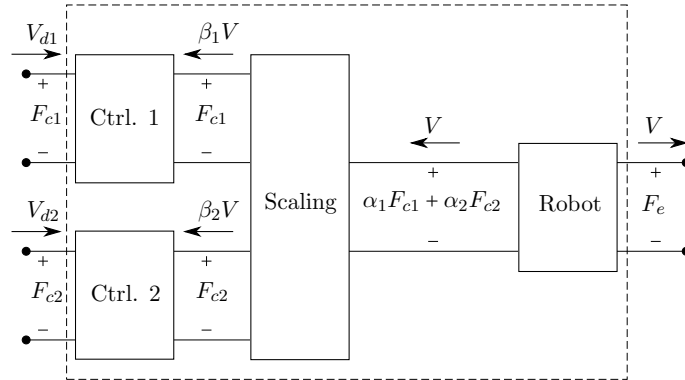 V_{d1} β_1V
+ +
F_{c1} Ctrl. 1 F_{c1}
− −
V V
Scaling + Robot +
α_1F_{c1} + α_2F_{c2} F_e
− −
V_{d2} β_2V
+ +
F_{c2} Ctrl. 2 F_{c2}
− −